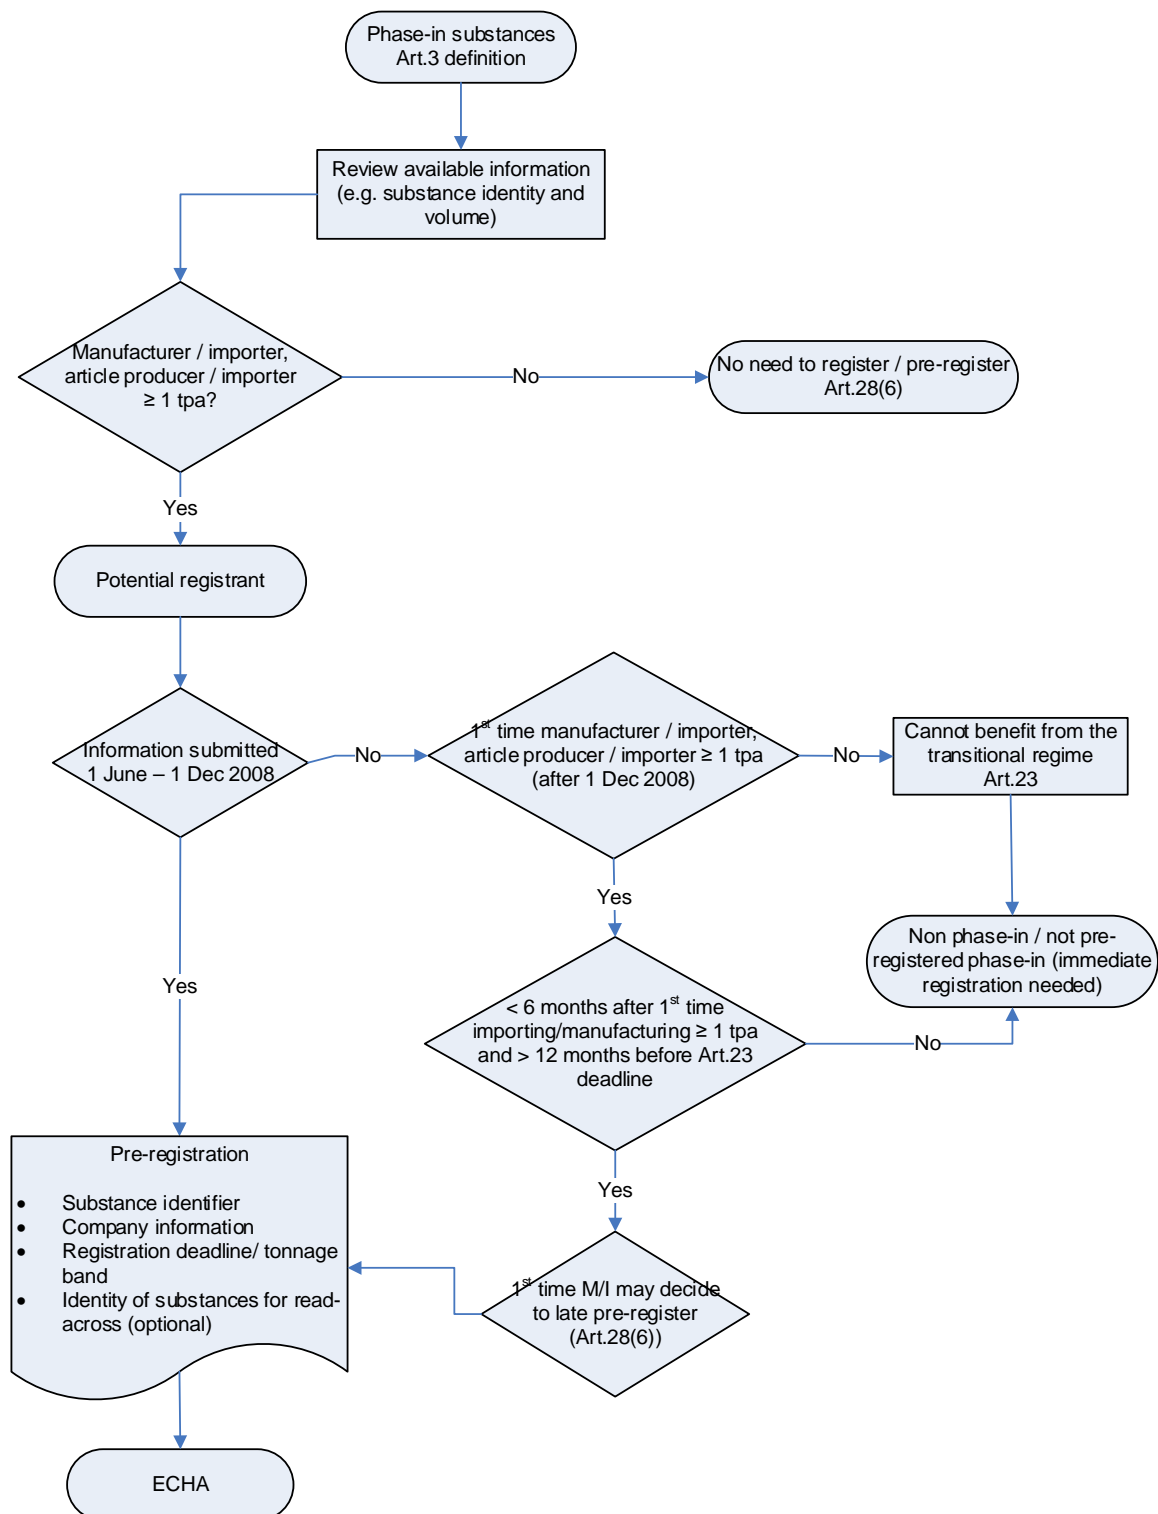 Phase-in substances
Art.3 definition
Review available information
(e.g. substance identity and
volume)
Manufacturer / importer,
article producer / importer
≥ 1 tpa?
No
No need to register / pre-register
Art.28(6)
Yes
Potential registrant
Information submitted
1 June – 1 Dec 2008
No
1st time manufacturer / importer,
article producer / importer ≥ 1 tpa
(after 1 Dec 2008)
No
Cannot benefit from the
transitional regime
Art.23
Yes
Non phase-in / not pre-
registered phase-in (immediate
registration needed)
Yes
< 6 months after 1st time
importing/manufacturing ≥ 1 tpa
and > 12 months before Art.23
deadline
No
Yes
Pre-registration
• Substance identifier
• Company information
• Registration deadline/ tonnage
band
• Identity of substances for read-
across (optional)
1st time M/I may decide
to late pre-register
(Art.28(6))
ECHA